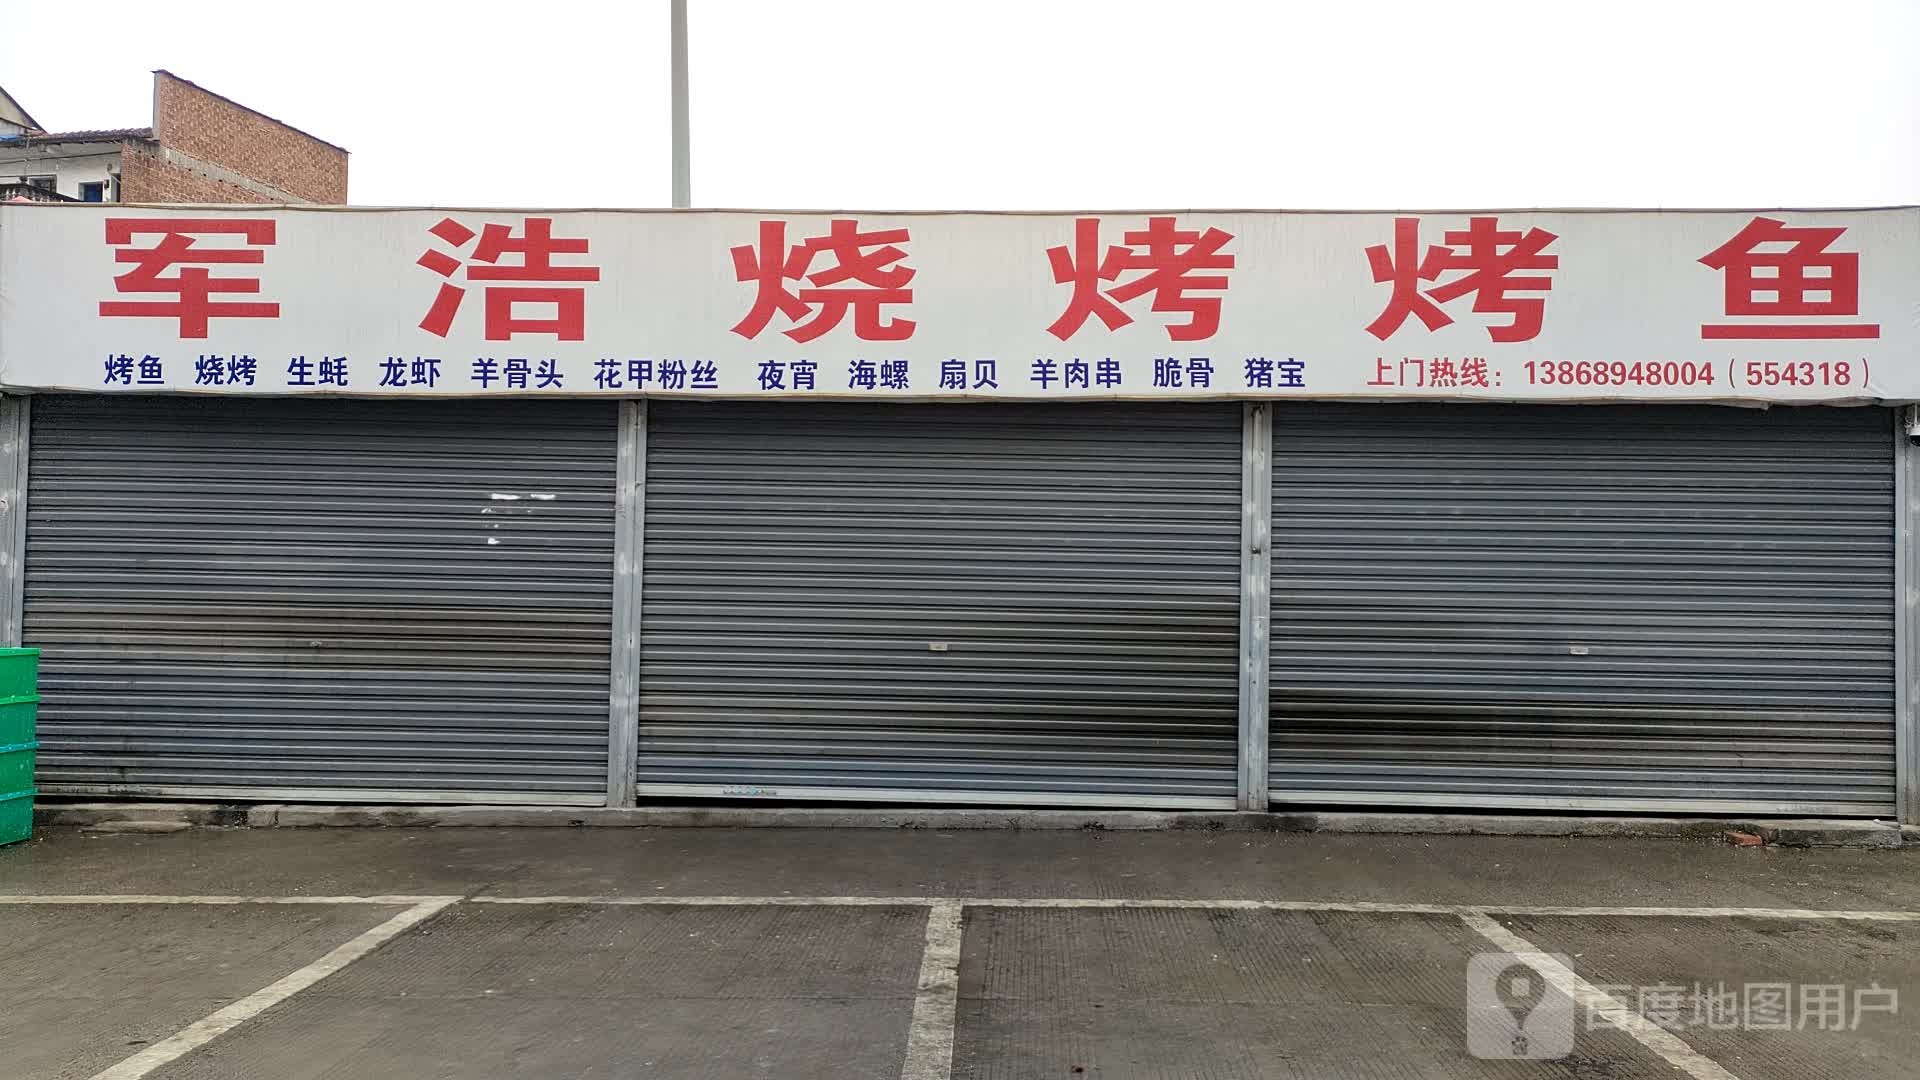 军浩烧烤烤鱼
烤鱼 烧烤 生蚝 龙虾 羊骨头 花甲粉丝 夜宵 海螺 扇贝 羊肉串 脆骨 猪宝 上门热线：13868948004（554318）
百度地图用户